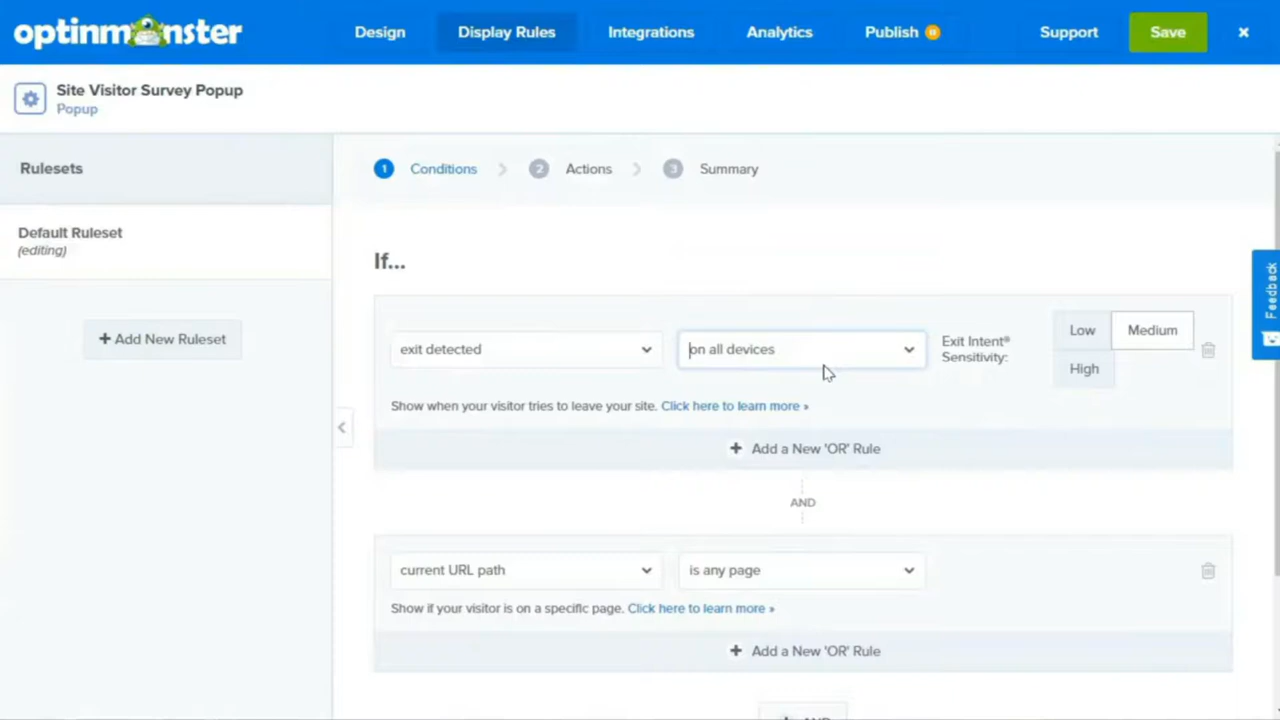 optinmonster
Design
Display Rules
Integrations
Analytics
Publish
Support
Save
×
Site Visitor Survey Popup
Popup
Rulesets
1 Conditions
2 Actions
3 Summary
Default Ruleset
(editing)
+ Add New Ruleset
If...
exit detected
on all devices
Exit Intent®
Sensitivity:
Low
Medium
High
Show when your visitor tries to leave your site. Click here to learn more »
+ Add a New 'OR' Rule
AND
current URL path
is any page
Show if your visitor is on a specific page. Click here to learn more »
+ Add a New 'OR' Rule
+ AND
Feedback